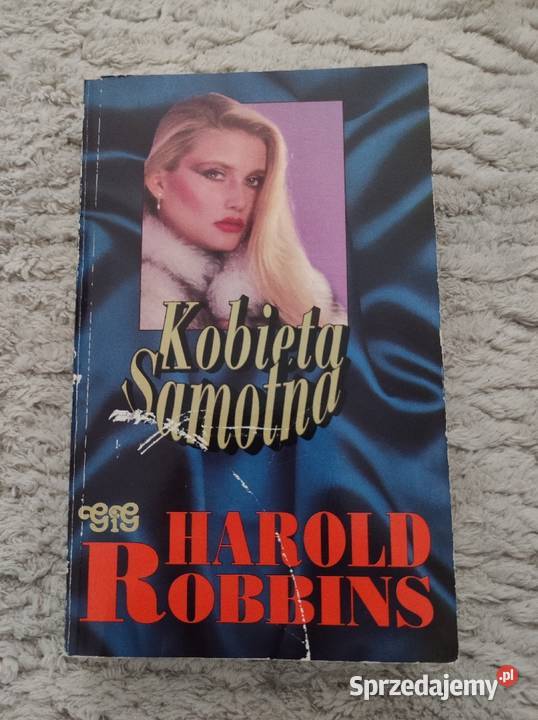 Kobieta
Samotna
GiG
HAROLD
ROBBINS
Sprzedajemy.pl